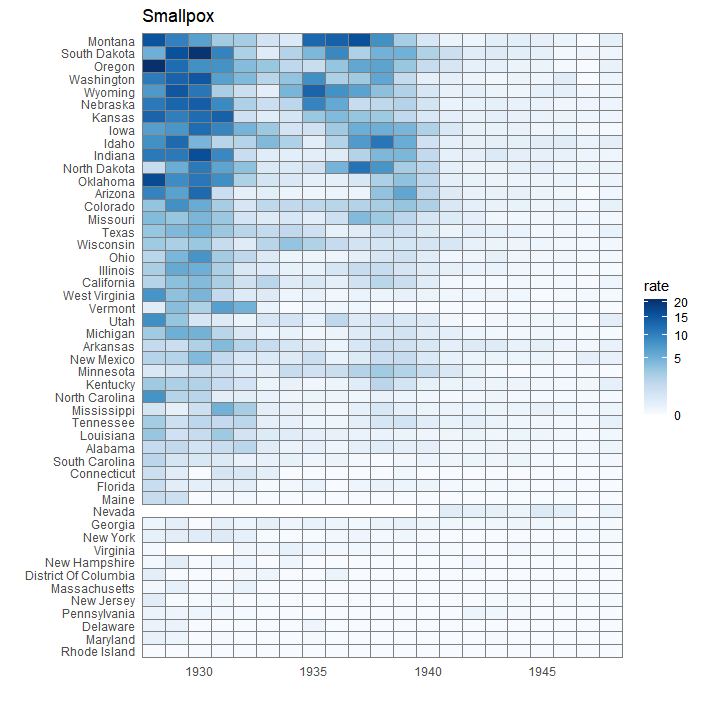 Smallpox
Montana
South Dakota
Oregon
Washington
Wyoming
Nebraska
Kansas
Iowa
Idaho
Indiana
North Dakota
Oklahoma
Arizona
Colorado
Missouri
Texas
Wisconsin
Ohio
Illinois
California
West Virginia
Vermont
Utah
Michigan
Arkansas
New Mexico
Minnesota
Kentucky
North Carolina
Mississippi
Tennessee
Louisiana
Alabama
South Carolina
Connecticut
Florida
Maine
Nevada
Georgia
New York
Virginia
New Hampshire
District Of Columbia
Massachusetts
New Jersey
Pennsylvania
Delaware
Maryland
Rhode Island
1930 1935 1940 1945
rate
20
15
10
5
0